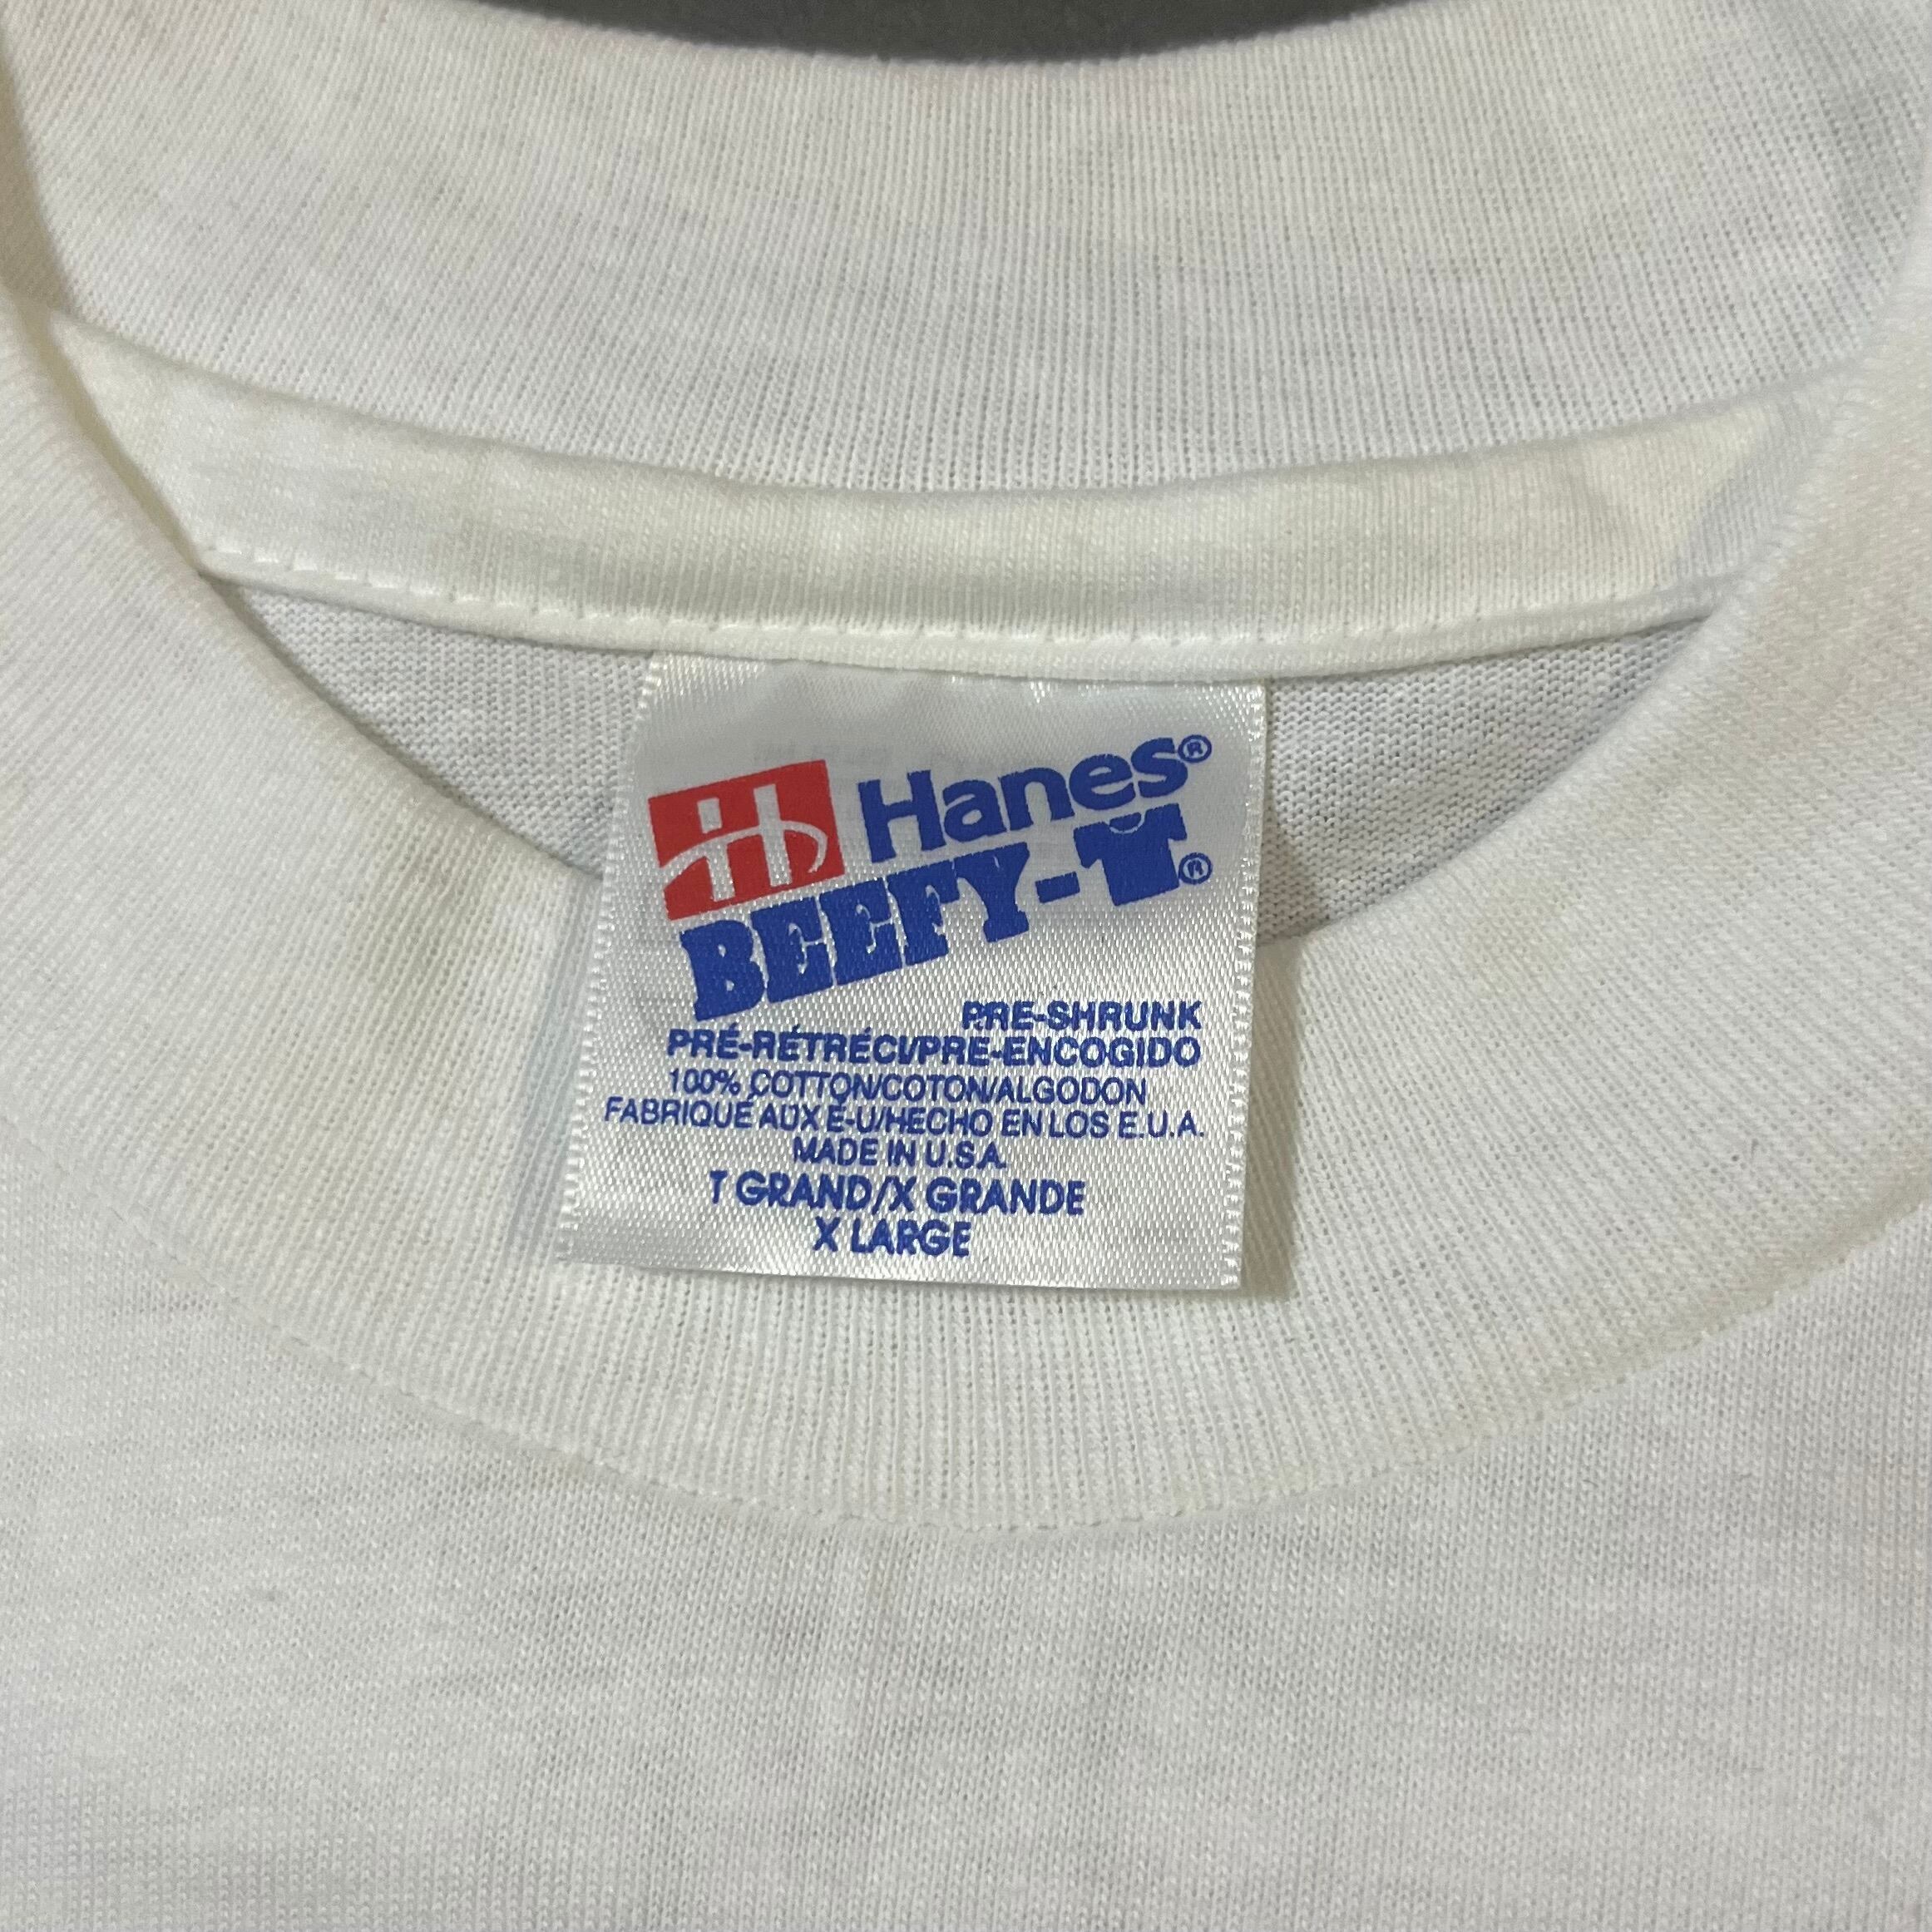 Hanes®
BEEFY-T®
PRE-SHRUNK
PRÉ-RÉTRÉCI/PRE-ENCOGIDO
100% COTTON/COTON/ALGODON
FABRIQUÉ AUX É-U/HECHO EN LOS E.U.A.
MADE IN U.S.A.
T GRAND/X GRANDE
X LARGE